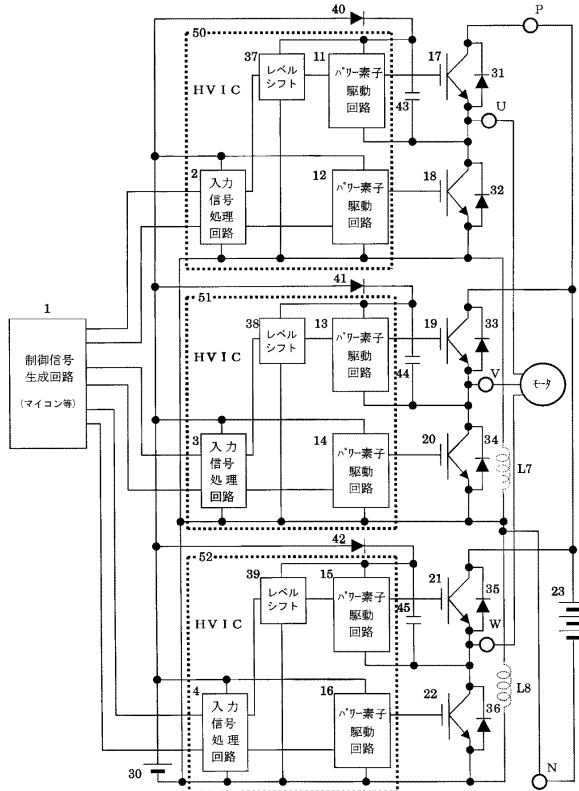 40
P
50
37
レベル
シフト
11
パワー素子
駆動
回路
17
31
HVIC
43
U
2
入力
信号
処理
回路
12
パワー素子
駆動
回路
18
32
41
51
1
制御信号
生成回路
(マイコン等)
38
レベル
シフト
13
パワー素子
駆動
回路
19
33
HVIC
44
V
モータ
3
入力
信号
処理
回路
14
パワー素子
駆動
回路
20
34
L7
42
52
39
レベル
シフト
15
パワー素子
駆動
回路
21
35
23
HVIC
45
W
4
入力
信号
処理
回路
16
パワー素子
駆動
回路
22
36
L8
30
N